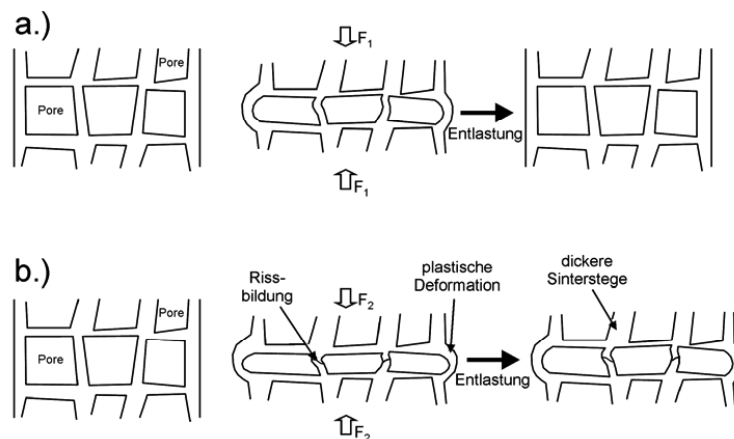 a.)
Pore
Pore
F₁
Entlastung
F₁
b.)
Riss-
bildung
plastische
Deformation
dickere
Sinterstege
Pore
Pore
F₂
Entlastung
F₂